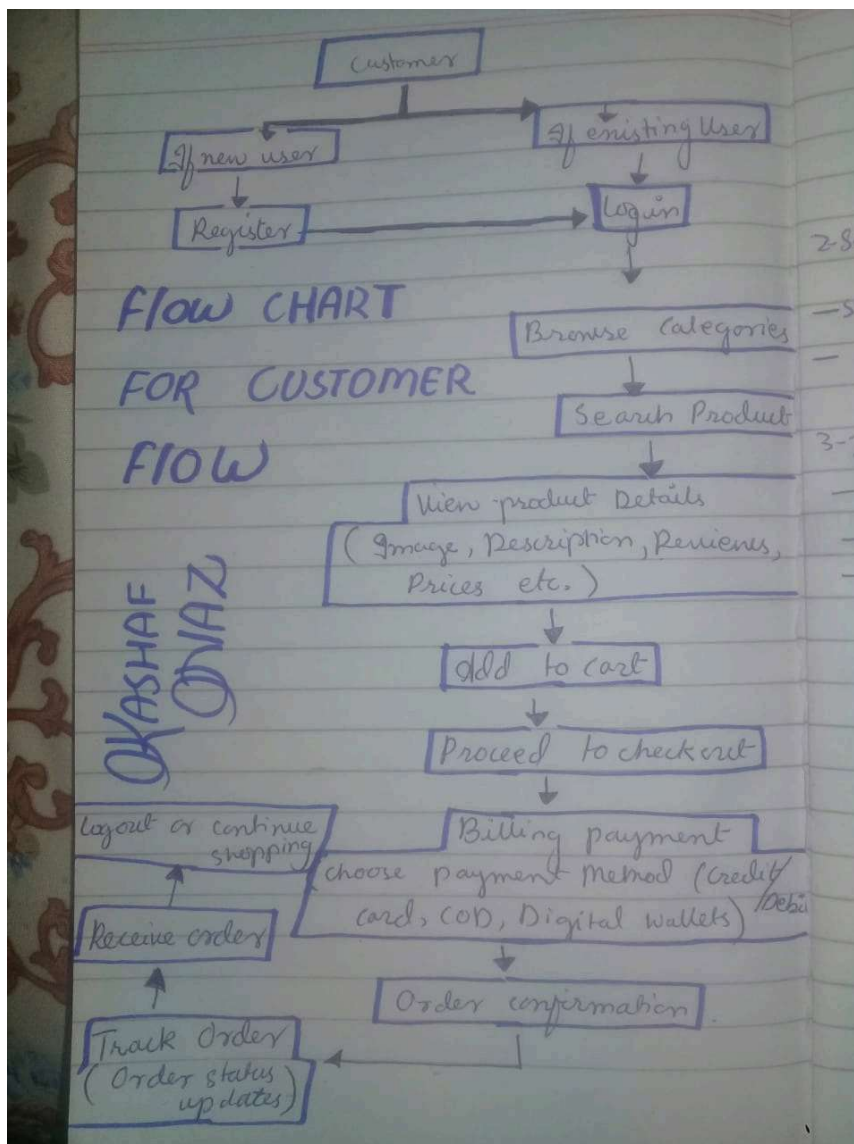 Customer
If new user
If existing User
Register
Login
FlOW CHART
FOR CUSTOMER
FlOW
Browse Categories
Search Product
View product Details
(Image, Description, Reviews,
Prices etc.)
KASHAF
Add to cart
Proceed to checkout
Billing payment
choose payment Method (Credit/
Debi
card, COD, Digital wallets)
Order confirmation
Track Order
(Order status
updates)
Receive order
Logout or continue
shopping